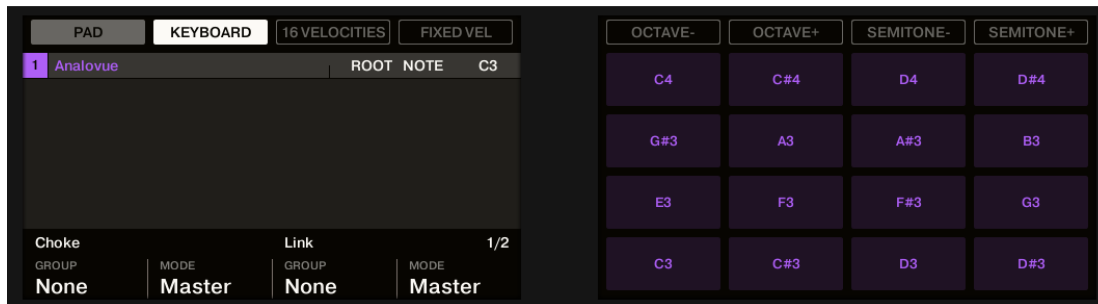 PAD KEYBOARD 16 VELOCITIES FIXED VEL
1 Analovue ROOT NOTE C3
Choke Link 1/2
GROUP MODE GROUP MODE
None Master None Master
OCTAVE- OCTAVE+ SEMITONE- SEMITONE+
C4 C#4 D4 D#4
G#3 A3 A#3 B3
E3 F3 F#3 G3
C3 C#3 D3 D#3